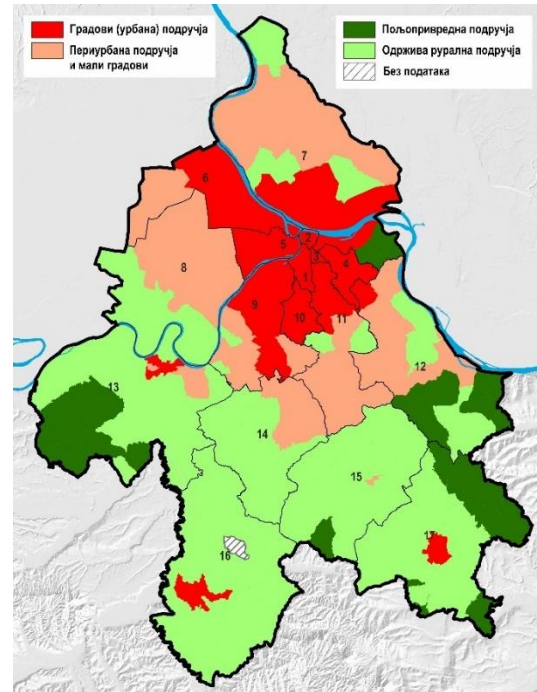 Градови (урбана) подручја
Периурбана подручја
и мали градови
Пољопривредна подручја
Одржива рурална подручја
Без података
7
6
2
5
3
4
1
8
9
10
11
12
13
14
15
17
16